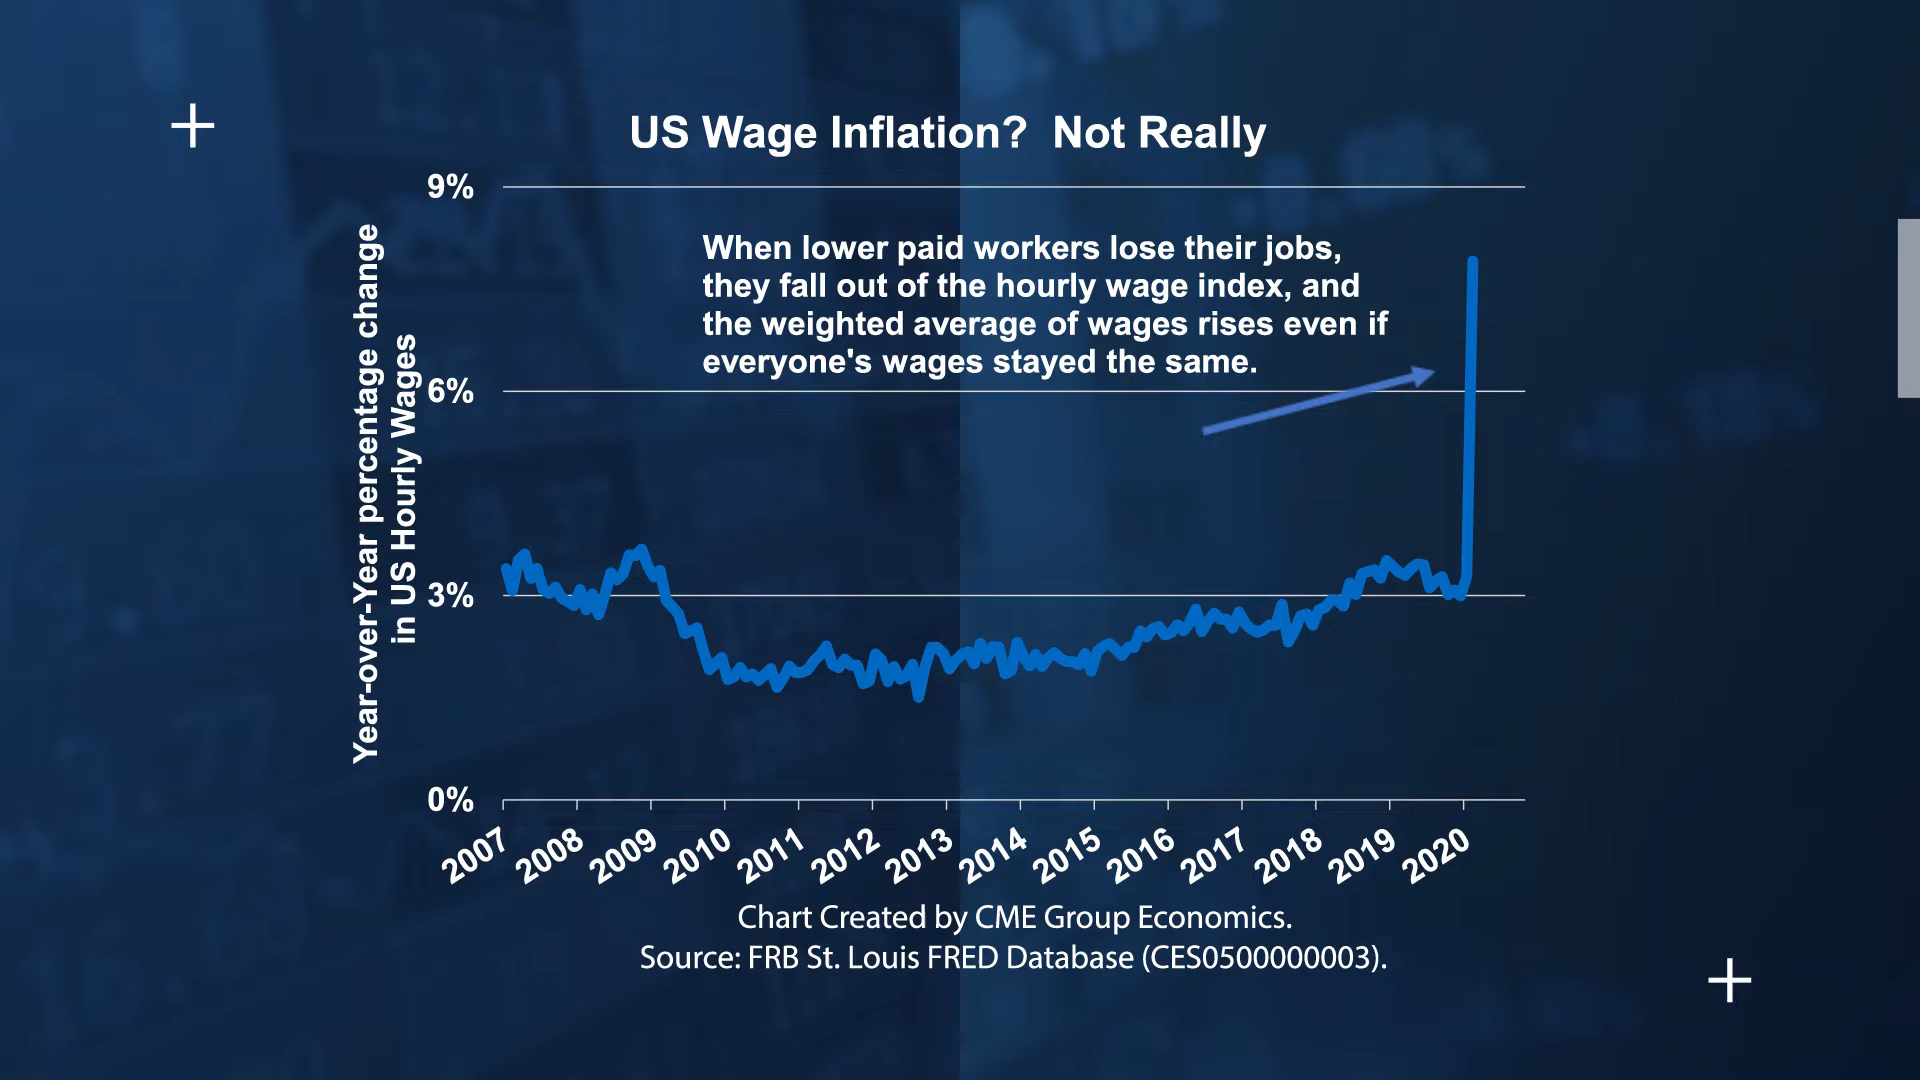 US Wage Inflation? Not Really
9%
When lower paid workers lose their jobs,
they fall out of the hourly wage index, and
the weighted average of wages rises even if
everyone's wages stayed the same.
Year-over-Year percentage change
in US Hourly Wages
6%
3%
0%
2007 2008 2009 2010 2011 2012 2013 2014 2015 2016 2017 2018 2019 2020
Chart Created by CME Group Economics.
Source: FRB St. Louis FRED Database (CES0500000003).